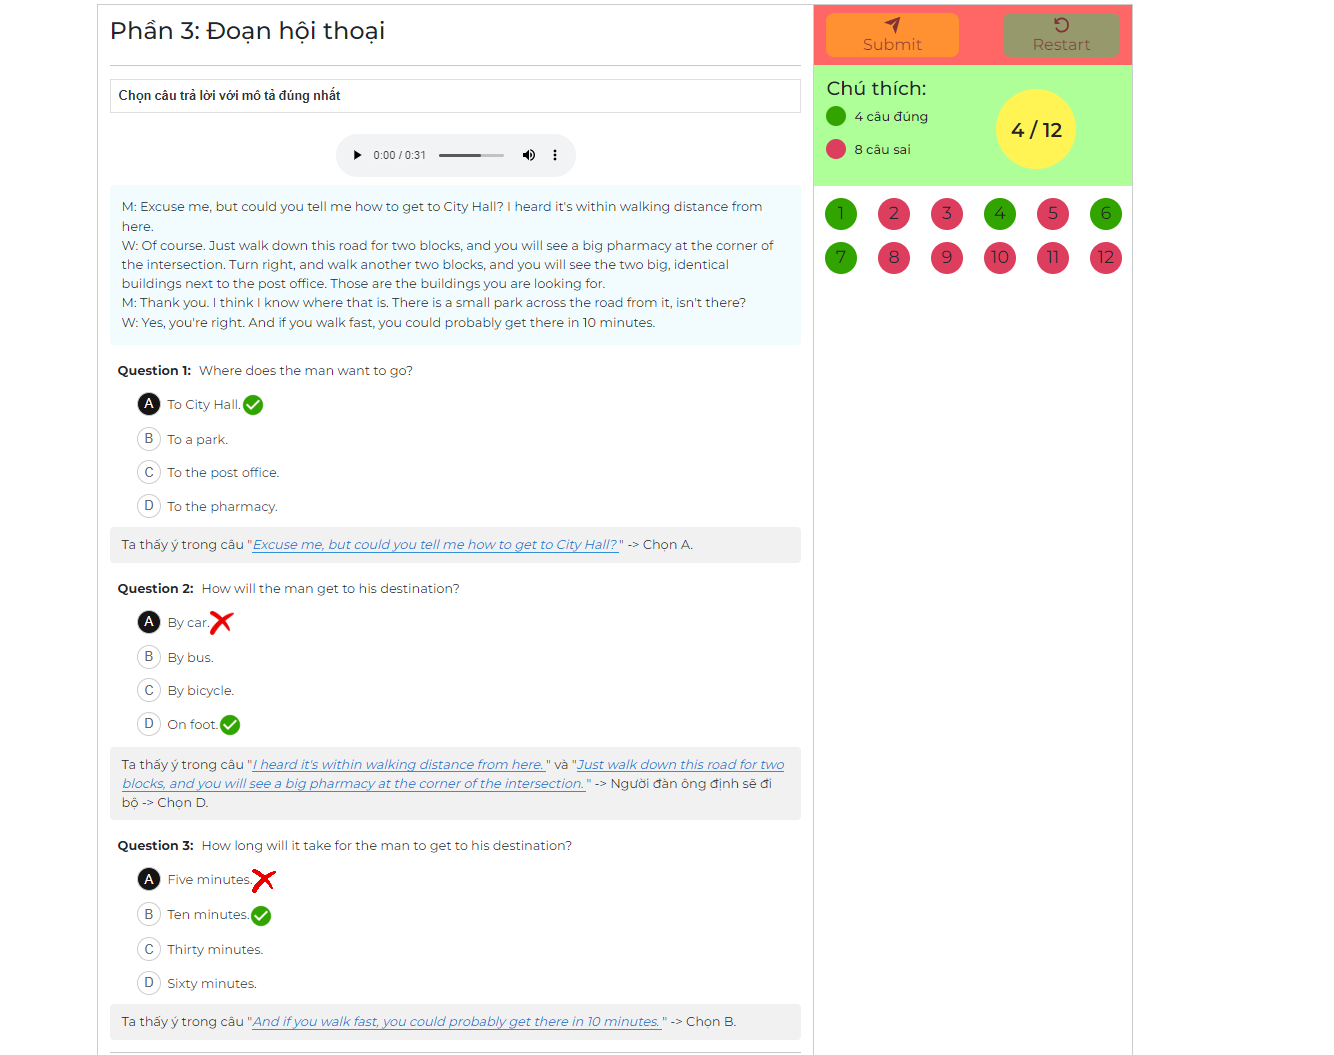 Phần 3: Đoạn hội thoại
Chọn câu trả lời với mô tả đúng nhất
0:00 / 0:31
M: Excuse me, but could you tell me how to get to City Hall? I heard it's within walking distance from
here.
W: Of course. Just walk down this road for two blocks, and you will see a big pharmacy at the corner of
the intersection. Turn right, and walk another two blocks, and you will see the two big, identical
buildings next to the post office. Those are the buildings you are looking for.
M: Thank you. I think I know where that is. There is a small park across the road from it, isn't there?
W: Yes, you're right. And if you walk fast, you could probably get there in 10 minutes.
Question 1: Where does the man want to go?
A To City Hall.
B To a park.
C To the post office.
D To the pharmacy.
Ta thấy ý trong câu "Excuse me, but could you tell me how to get to City Hall?" -> Chọn A.
Question 2: How will the man get to his destination?
A By car.
B By bus.
C By bicycle.
D On foot.
Ta thấy ý trong câu "I heard it's within walking distance from here." và "Just walk down this road for two
blocks, and you will see a big pharmacy at the corner of the intersection." -> Người đàn ông định sẽ đi
bộ -> Chọn D.
Question 3: How long will it take for the man to get to his destination?
A Five minutes.
B Ten minutes.
C Thirty minutes.
D Sixty minutes.
Ta thấy ý trong câu "And if you walk fast, you could probably get there in 10 minutes." -> Chọn B.
Submit
Restart
Chú thích:
4 câu đúng
8 câu sai
4 / 12
1 2 3 4 5 6
7 8 9 10 11 12